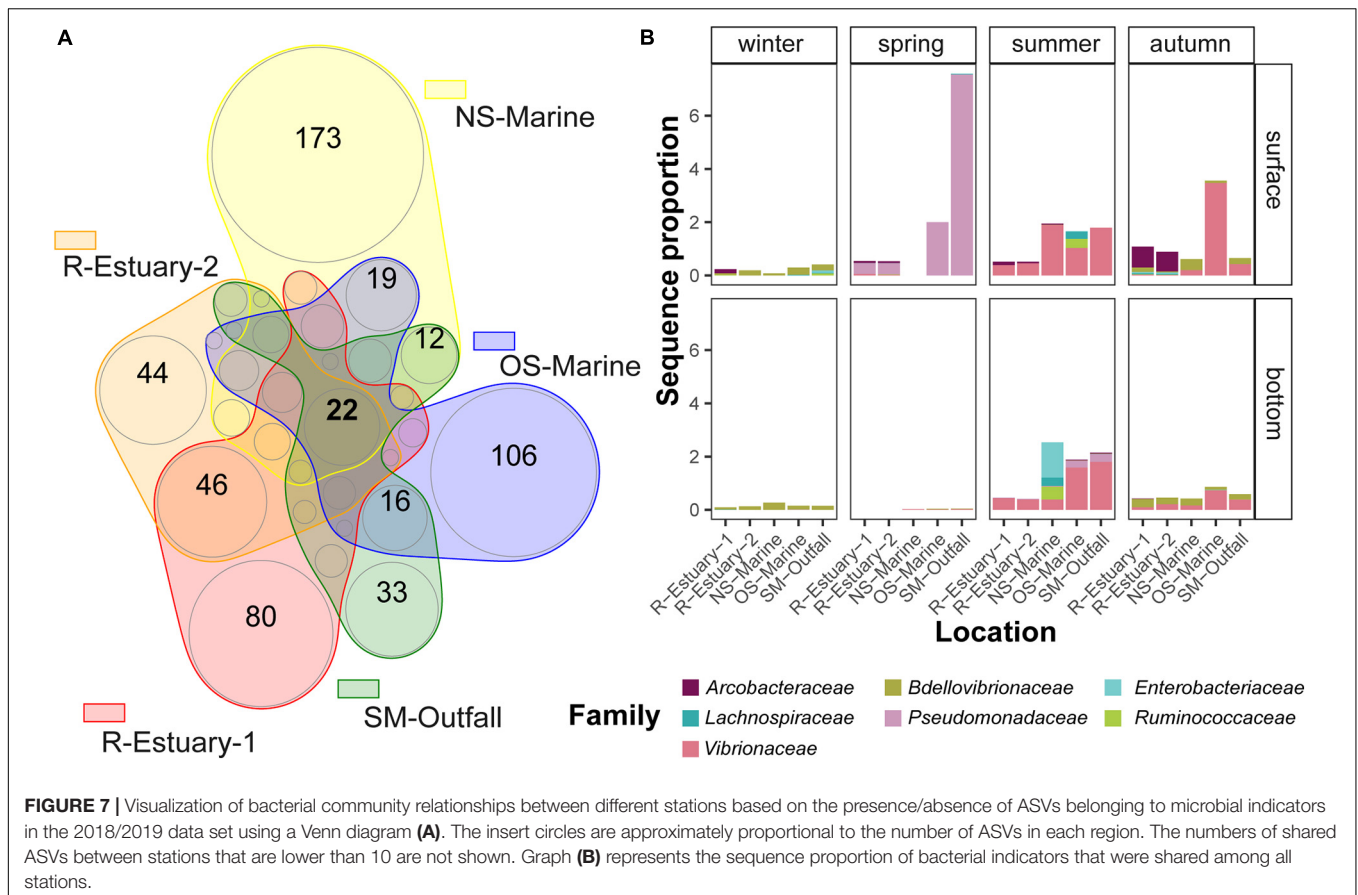 A
NS-Marine
173
R-Estuary-2
19
12
OS-Marine
44
22
106
46
16
33
80
SM-Outfall
R-Estuary-1
B
winter spring summer autumn
Sequence proportion
6
4
2
0
surface
6
4
2
0
bottom
R-Estuary-1 R-Estuary-2 NS-Marine OS-Marine SM-Outfall
R-Estuary-1 R-Estuary-2 NS-Marine OS-Marine SM-Outfall
R-Estuary-1 R-Estuary-2 NS-Marine OS-Marine SM-Outfall
R-Estuary-1 R-Estuary-2 NS-Marine OS-Marine SM-Outfall
Location
Family
Arcobacteraceae Bdellovibrionaceae Enterobacteriaceae
Lachnospiraceae Pseudomonadaceae Ruminococcaceae
Vibrionaceae
FIGURE 7 | Visualization of bacterial community relationships between different stations based on the presence/absence of ASVs belonging to microbial indicators
in the 2018/2019 data set using a Venn diagram (A). The insert circles are approximately proportional to the number of ASVs in each region. The numbers of shared
ASVs between stations that are lower than 10 are not shown. Graph (B) represents the sequence proportion of bacterial indicators that were shared among all
stations.